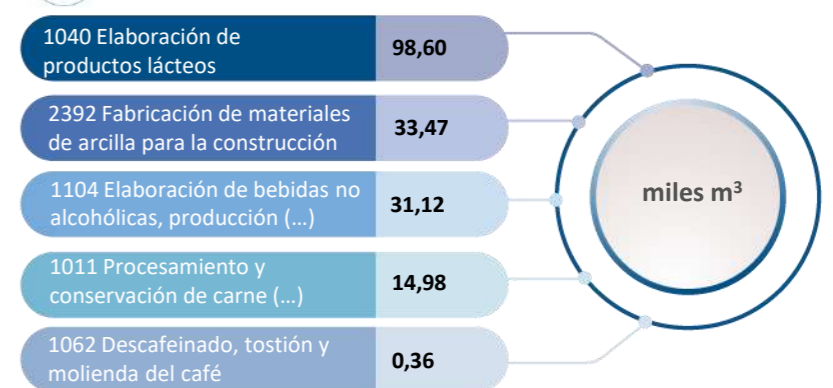 1040 Elaboración de
productos lácteos
98,60
2392 Fabricación de materiales
de arcilla para la construcción
33,47
1104 Elaboración de bebidas no
alcohólicas, producción (...)
31,12
1011 Procesamiento y
conservación de carne (...)
14,98
1062 Descafeinado, tostión y
molienda del café
0,36
miles m³